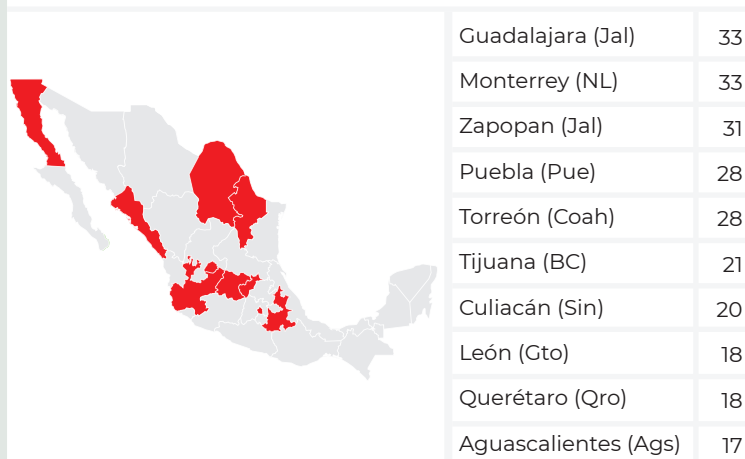 Guadalajara (Jal) 33
Monterrey (NL) 33
Zapopan (Jal) 31
Puebla (Pue) 28
Torreón (Coah) 28
Tijuana (BC) 21
Culiacán (Sin) 20
León (Gto) 18
Querétaro (Qro) 18
Aguascalientes (Ags) 17